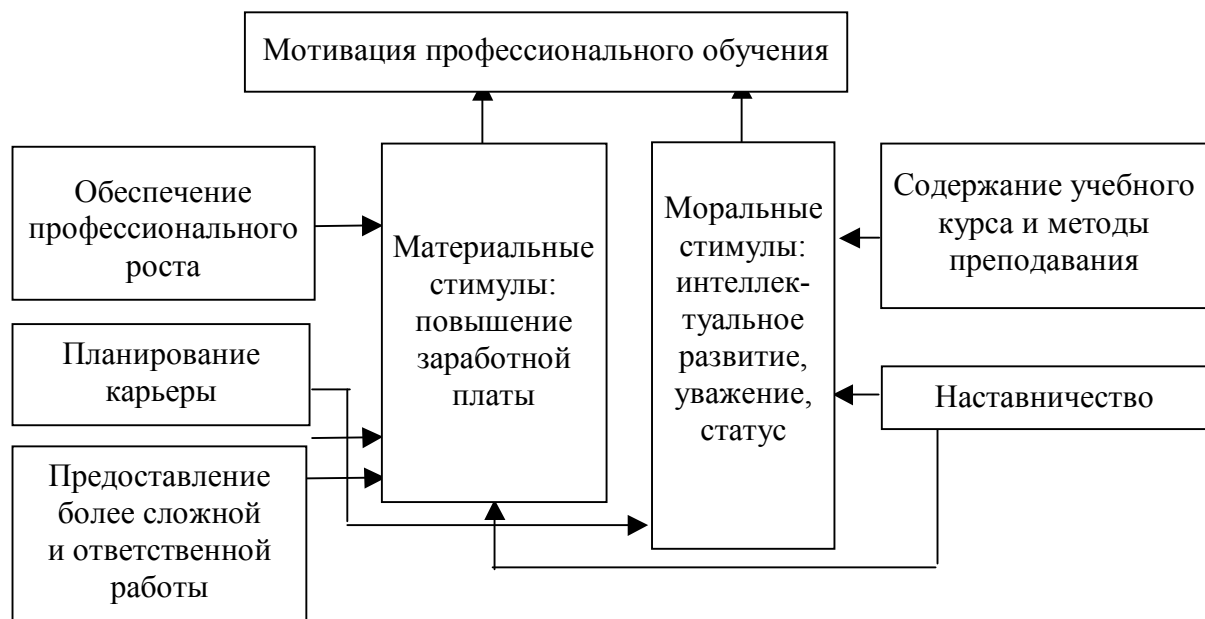 Мотивация профессионального обучения
Обеспечение
профессионального
роста
Планирование
карьеры
Предоставление
более сложной
и ответственной
работы
Материальные
стимулы:
повышение
заработной
платы
Моральные
стимулы:
интеллек-
туальное
развитие,
уважение,
статус
Содержание учебного
курса и методы
преподавания
Наставничество